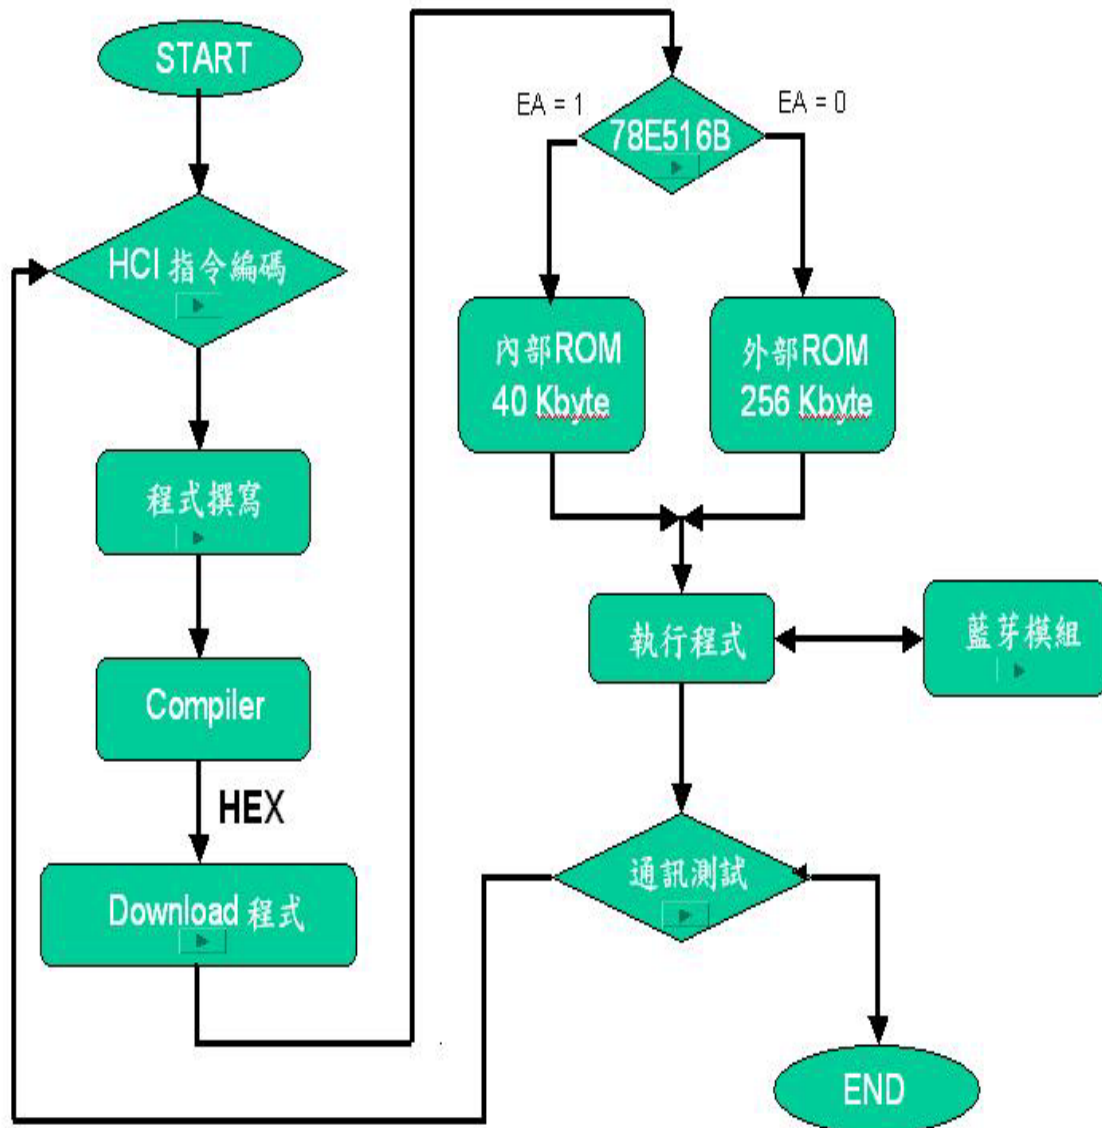 START
HCI 指令編碼
程式撰寫
Compiler
HEX
Download 程式
EA = 1
EA = 0
78E516B
內部ROM
40 Kbyte
外部ROM
256 Kbyte
執行程式
藍芽模組
通訊測試
END